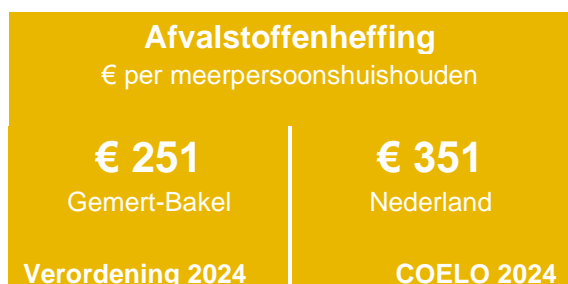 Afvalstoffenheffing
€ per meerpersoonshuishouden
€ 251
Gemert-Bakel
Verordening 2024
€ 351
Nederland
COELO 2024